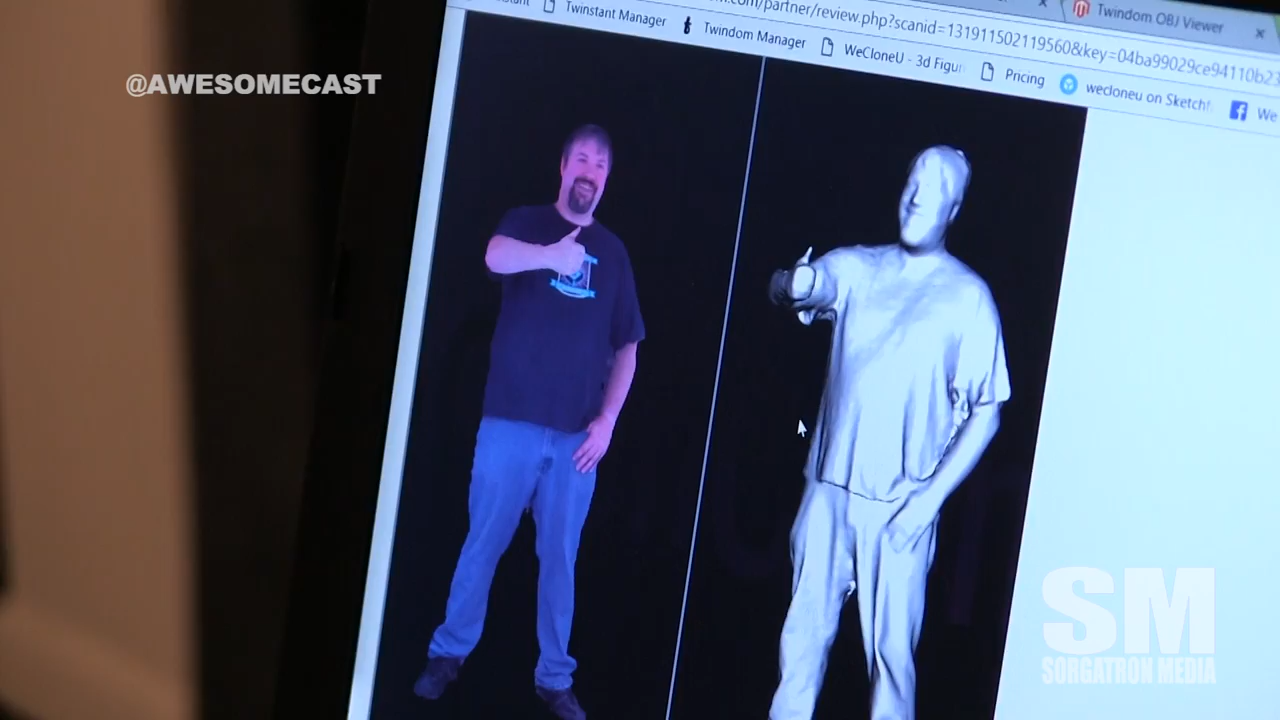 Twindom OBJ Viewer
com/partner/review.php?scanid=131911502119560&key=04ba99029ce94110b23
Twinstant Manager
Twindom Manager
WeCloneU - 3d Figur
Pricing
wecloneu on Sketchf
We
@AWESOMECAST
SM
SORGATRON MEDIA